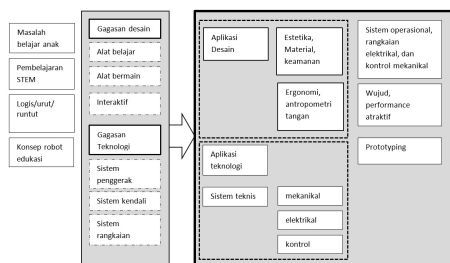 Masalah
belajar anak
Pembelajaran
STEM
Logis/urut/
runtut
Konsep robot
edukasi
Gagasan desain
Alat belajar
Alat bermain
Interaktif
Gagasan
Teknologi
Sistem
penggerak
Sistem kendali
Sistem
rangkaian
Aplikasi
Desain
Estetika,
Material,
keamanan
Ergonomi,
antropometri
tangan
Aplikasi
teknologi
Sistem teknis
mekanikal
elektrikal
kontrol
Sistem operasional,
rangkaian
elektrikal, dan
kontrol mekanikal
Wujud,
performance
atraktif
Prototyping